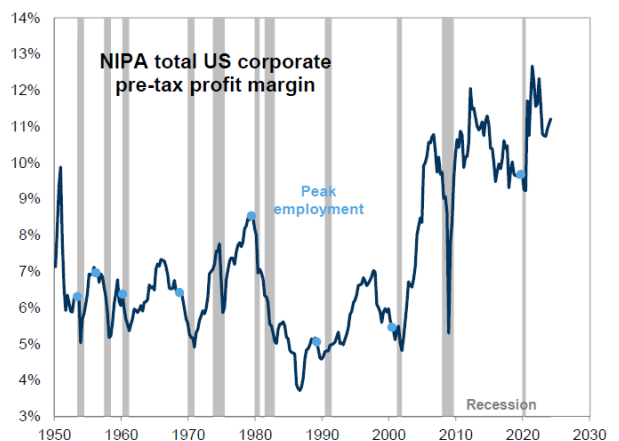 14%
NIPA total US corporate
pre-tax profit margin
13%
12%
11%
10%
9%
Peak
employment
8%
7%
6%
5%
4%
Recession
3%
1950 1960 1970 1980 1990 2000 2010 2020 2030